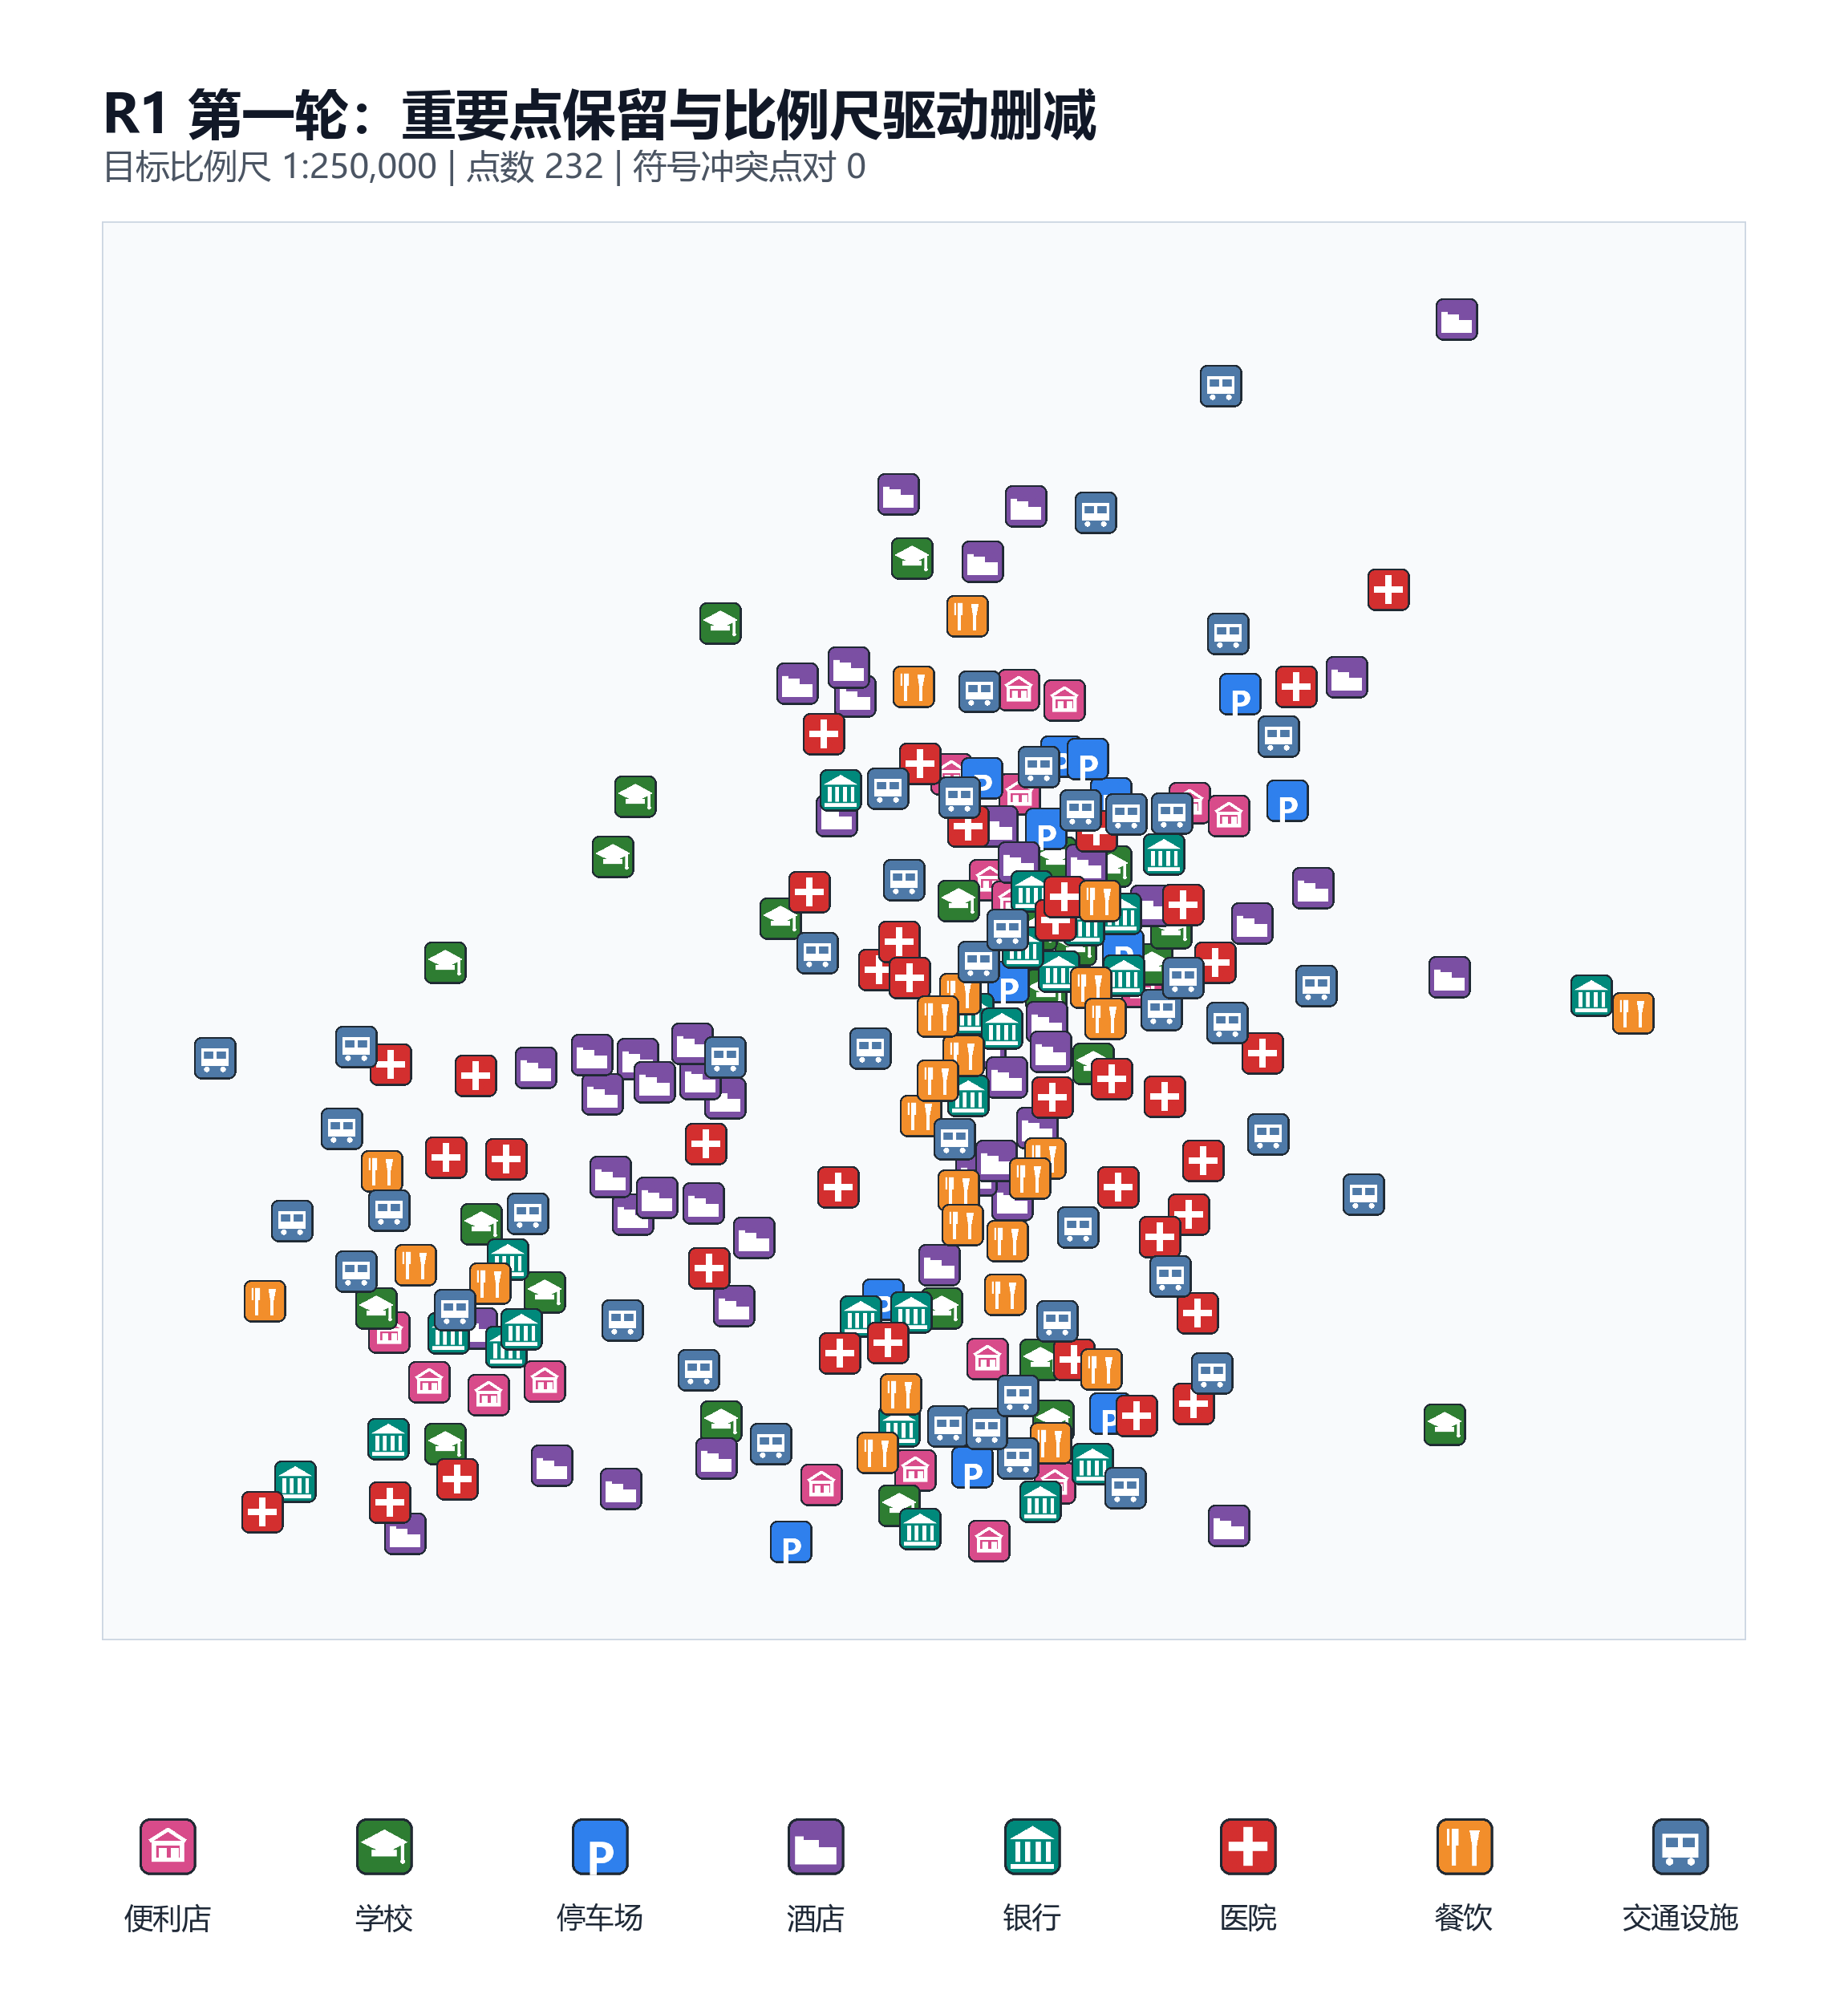 R1 第一轮：重要点保留与比例尺驱动删减
目标比例尺 1:250,000 | 点数 232 | 符号冲突点对 0
便利店 学校 停车场 酒店 银行 医院 餐饮 交通设施